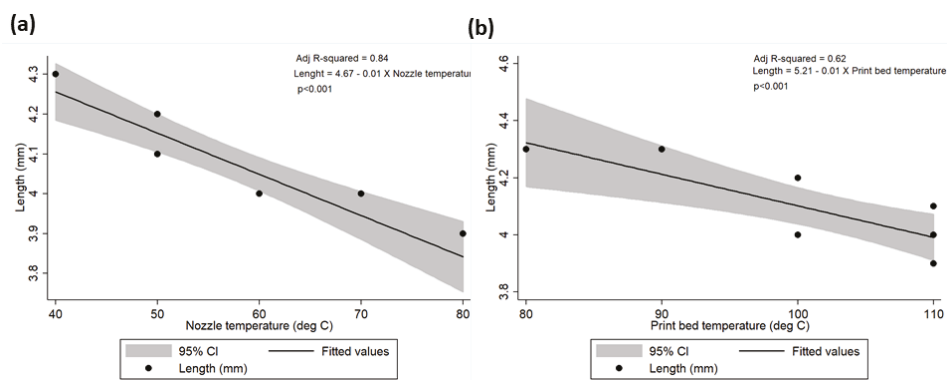 (a)
Adj R-squared = 0.84
Lenght = 4.67 - 0.01 X Nozzle temperatur
p<0.001
Length (mm)
4.3
4.2
4.1
4
3.9
3.8
40 50 60 70 80
Nozzle temperature (deg C)
95% CI Fitted values
Length (mm)
(b)
Adj R-squared = 0.62
Length = 5.21 - 0.01 X Print bed temperature
p<0.001
Length (mm)
4.6
4.4
4.2
4
3.8
80 90 100 110
Print bed temperature (deg C)
95% CI Fitted values
Length (mm)